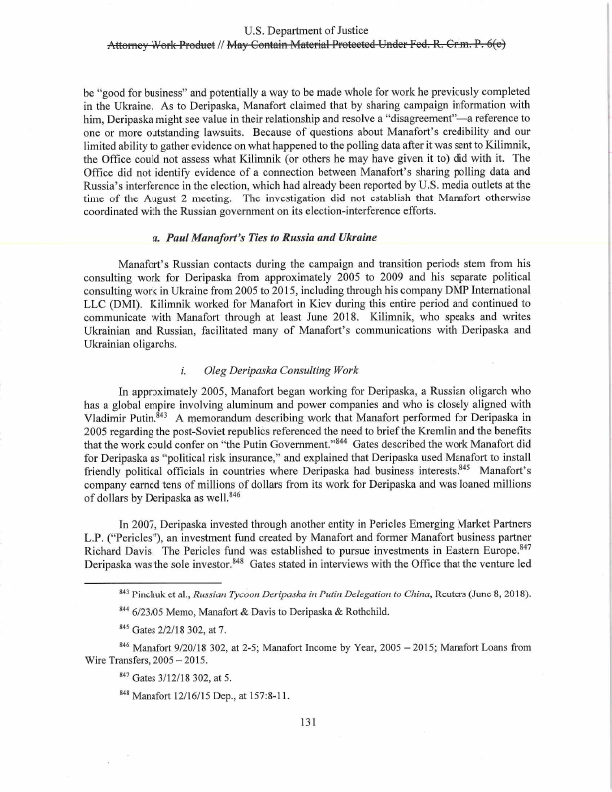 U.S. Department of Justice
Attorney Work Product // May Contain Material Protected Under Fed. R. Crim. P. 6(e)
be "good for business" and potentially a way to be made whole for work he previously completed
in the Ukraine. As to Deripaska, Manafort claimed that by sharing campaign information with
him, Deripaska might see value in their relationship and resolve a "disagreement"—a reference to
one or more outstanding lawsuits. Because of questions about Manafort's credibility and our
limited ability to gather evidence on what happened to the polling data after it was sent to Kilimnik,
the Office could not assess what Kilimnik (or others he may have given it to) did with it. The
Office did not identify evidence of a connection between Manafort's sharing polling data and
Russia's interference in the election, which had already been reported by U.S. media outlets at the
time of the August 2 meeting. The investigation did not establish that Manafort otherwise
coordinated with the Russian government on its election-interference efforts.
a. Paul Manafort's Ties to Russia and Ukraine
Manafort's Russian contacts during the campaign and transition periods stem from his
consulting work for Deripaska from approximately 2005 to 2009 and his separate political
consulting work in Ukraine from 2005 to 2015, including through his company DMP International
LLC (DMI). Kilimnik worked for Manafort in Kiev during this entire period and continued to
communicate with Manafort through at least June 2018. Kilimnik, who speaks and writes
Ukrainian and Russian, facilitated many of Manafort's communications with Deripaska and
Ukrainian oligarchs.
i. Oleg Deripaska Consulting Work
In approximately 2005, Manafort began working for Deripaska, a Russian oligarch who
has a global empire involving aluminum and power companies and who is closely aligned with
Vladimir Putin.843 A memorandum describing work that Manafort performed for Deripaska in
2005 regarding the post-Soviet republics referenced the need to brief the Kremlin and the benefits
that the work could confer on "the Putin Government."844 Gates described the work Manafort did
for Deripaska as "political risk insurance," and explained that Deripaska used Manafort to install
friendly political officials in countries where Deripaska had business interests.845 Manafort's
company earned tens of millions of dollars from its work for Deripaska and was loaned millions
of dollars by Deripaska as well.846
In 2007, Deripaska invested through another entity in Pericles Emerging Market Partners
L.P. ("Pericles"), an investment fund created by Manafort and former Manafort business partner
Richard Davis. The Pericles fund was established to pursue investments in Eastern Europe.847
Deripaska was the sole investor.848 Gates stated in interviews with the Office that the venture led
843 Pinchuk et al., Russian Tycoon Deripaska in Putin Delegation to China, Reuters (June 8, 2018).
844 6/23/05 Memo, Manafort & Davis to Deripaska & Rothchild.
845 Gates 2/2/18 302, at 7.
846 Manafort 9/20/18 302, at 2-5; Manafort Income by Year, 2005 – 2015; Manafort Loans from
Wire Transfers, 2005 – 2015.
847 Gates 3/12/18 302, at 5.
848 Manafort 12/16/15 Dep., at 157:8-11.
131